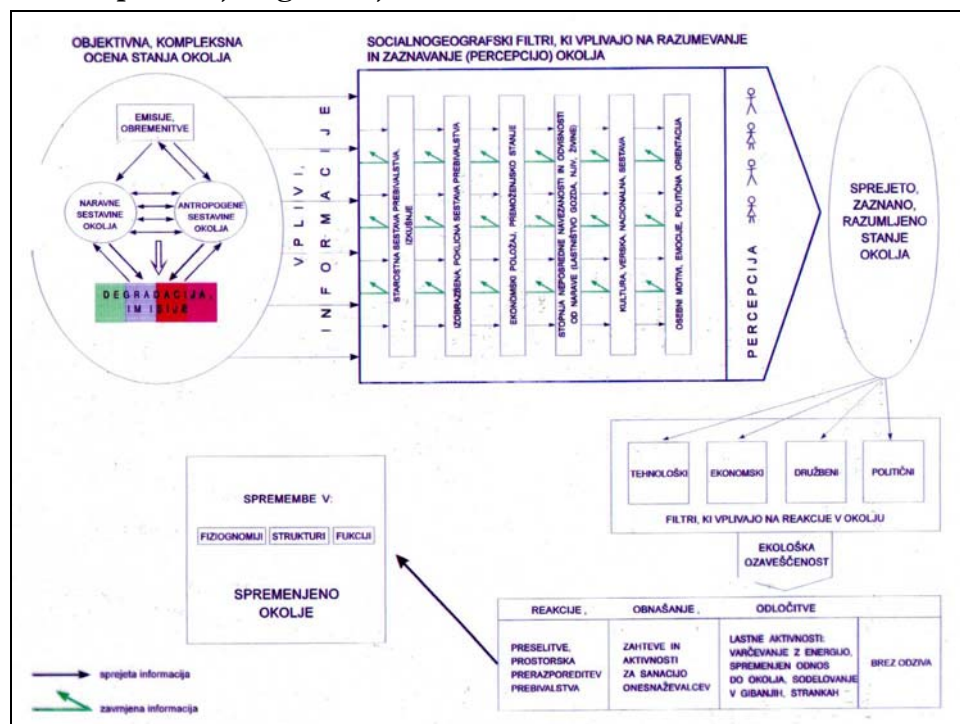 OBJEKTIVNA, KOMPLEKSNA
OCENA STANJA OKOLJA
EMISIJE,
OBREMENITVE
NARAVNE
SESTAVINE
OKOLJA
ANTROPOGENE
SESTAVINE
OKOLJA
DEGRADACIJA,
IMISIJE
VPLIVI,
INFORMACIJE
SOCIALNOGEOGRAFSKI FILTRI, KI VPLIVAJO NA RAZUMEVANJE
IN ZAZNAVANJE (PERCEPCIJO) OKOLJA
STAROSTNA SESTAVA PREBIVALSTVA,
IZKUŠNJE
IZOBRAZBENA, POKLICNA SESTAVA PREBIVALSTVA
EKONOMSKI POLOŽAJ, PREMOŽENJSKO STANJE
STOPNJA NEPOSREDNE NAVEZANOSTI IN ODVISNOSTI
OD NARAVE (LASTNIŠTVO GOZDA, NJIV, ŽIVINE)
KULTURA, VERSKA, NACIONALNA, SESTAVA
OSEBNI MOTIVI, EMOCIJE, POLITIČNA ORIENTACIJA
PERCEPCIJA
SPREJETO,
ZAZNANO,
RAZUMLJENO
STANJE
OKOLJA
TEHNOLOŠKI
EKONOMSKI
DRUŽBENI
POLITIČNI
FILTRI, KI VPLIVAJO NA REAKCIJE V OKOLJU
EKOLOŠKA
OZAVEŠČENOST
REAKCIJE,
OBNAŠANJE,
ODLOČITVE
PRESELITVE,
PROSTORSKA
PRERAZPOREDITEV
PREBIVALSTVA
ZAHTEVE IN
AKTIVNOSTI
ZA SANACIJO
ONESNAŽEVALCEV
LASTNE AKTIVNOSTI:
VARČEVANJE Z ENERGIJO,
SPREMENJEN ODNOS
DO OKOLJA, SODELOVANJE
V GIBANJIH, STRANKAH
BREZ ODZIVA
SPREMEMBE V:
FIZIOGNOMIJI
STRUKTURI
FUKCIJI
SPREMENJENO
OKOLJE
sprejeta informacija
zavrnjena informacija